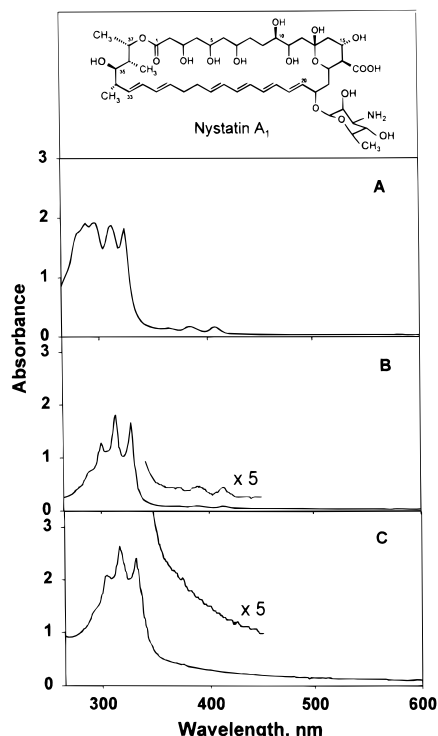 OH
H₃C
37
O
1
5
10
OH
15
OH
O
OH
OH
OH
OH
O
COOH
HO
35
CH₃
CH₃
33
20
O
OH
O
NH₂
OH
CH₃
Nystatin A₁
3
A
2
1
0
Absorbance
3
B
2
x 5
1
0
3
C
2
x 5
1
0
300 400 500 600
Wavelength, nm